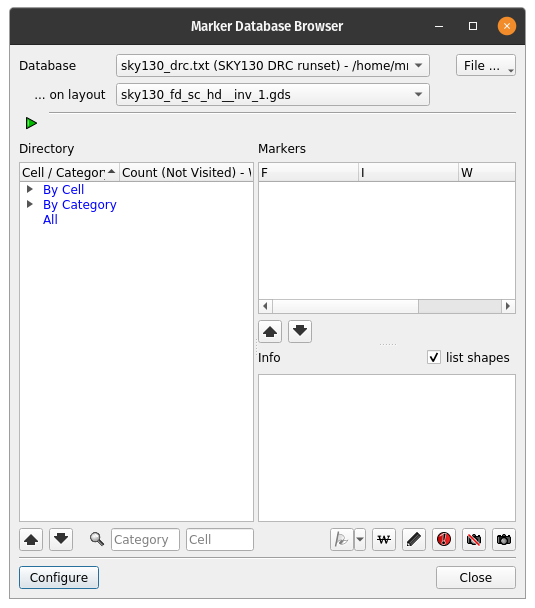 Marker Database Browser
Database
sky130_drc.txt (SKY130 DRC runset) - /home/
File ...
... on layout
sky130_fd_sc_hd__inv_1.gds
Directory
Markers
Cell / Categor
Count (Not Visited) -
F
I
W
By Cell
By Category
All
Info
list shapes
Category
Cell
W
Configure
Close